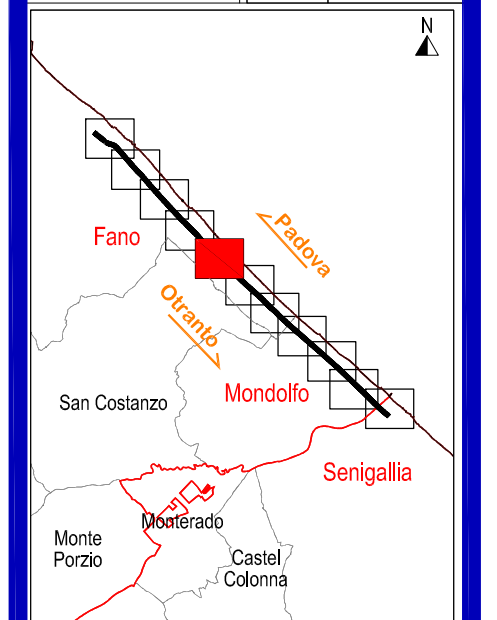 N
Padova
Fano
Otranto
Mondolfo
San Costanzo
Senigallia
Monterado
Monte
Porzio
Castel
Colonna